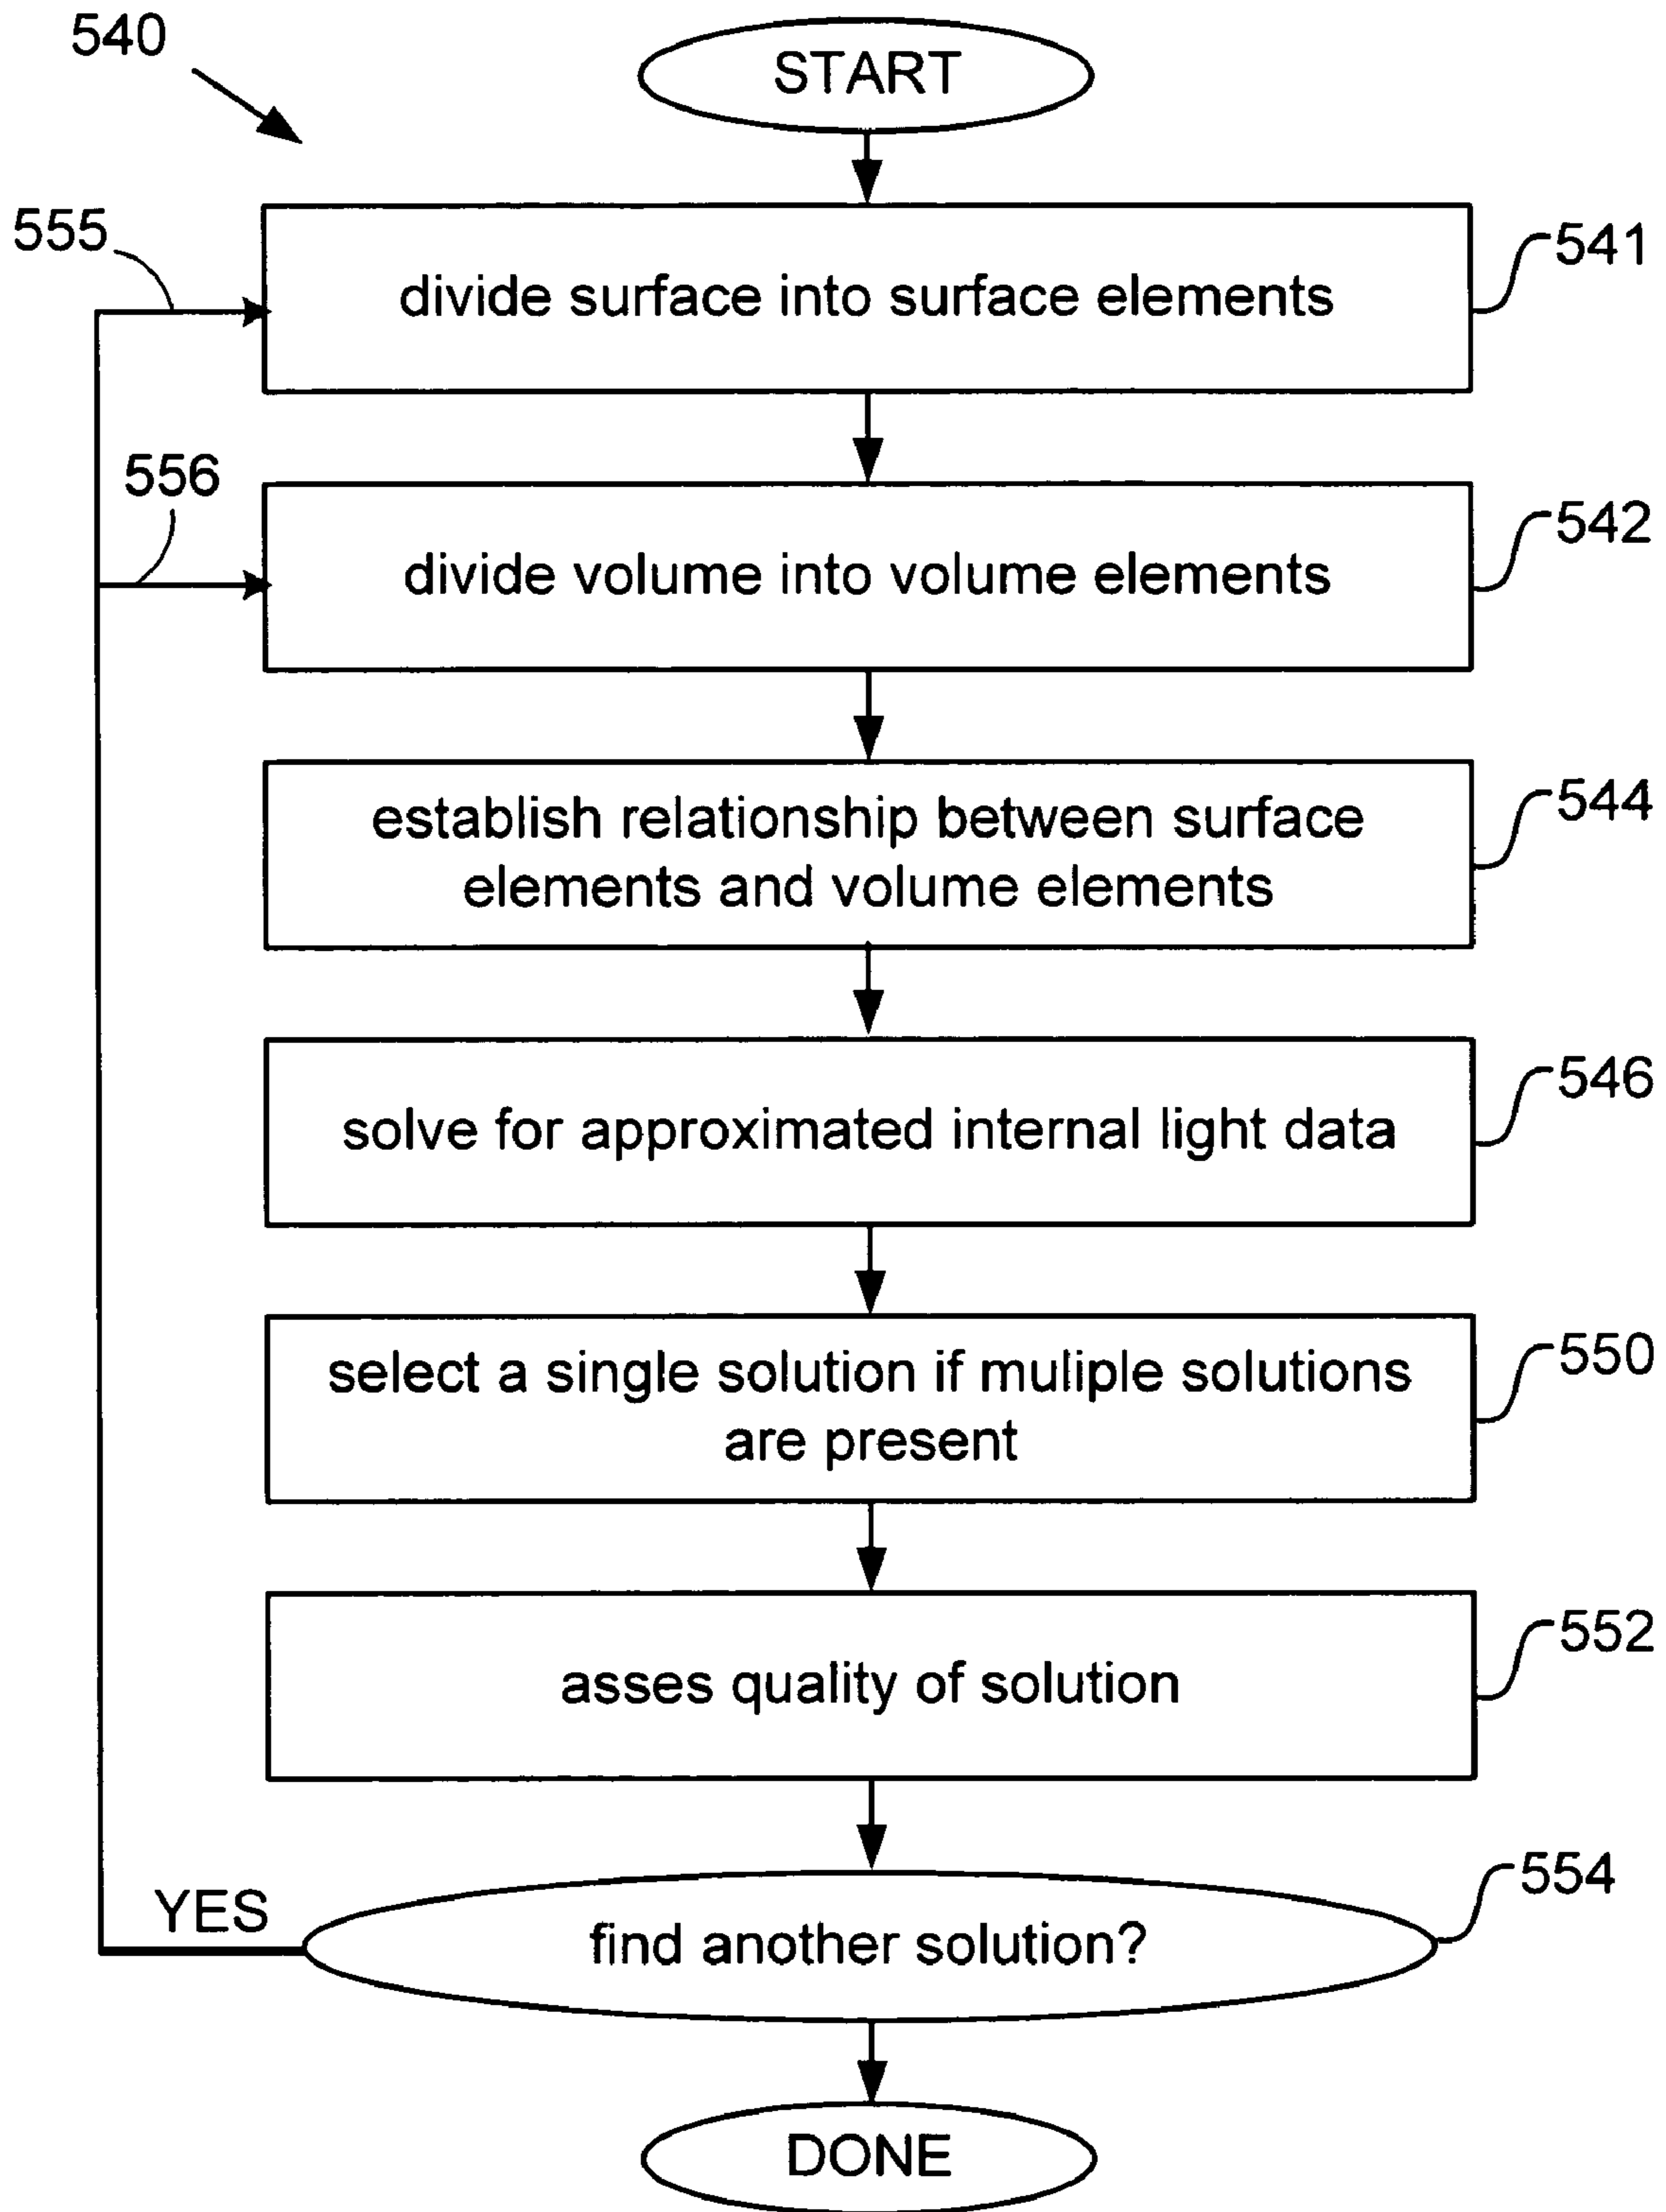 540
START
555
divide surface into surface elements
541
556
divide volume into volume elements
542
establish relationship between surface
elements and volume elements
544
solve for approximated internal light data
546
select a single solution if muliple solutions
are present
550
asses quality of solution
552
YES
find another solution?
554
DONE